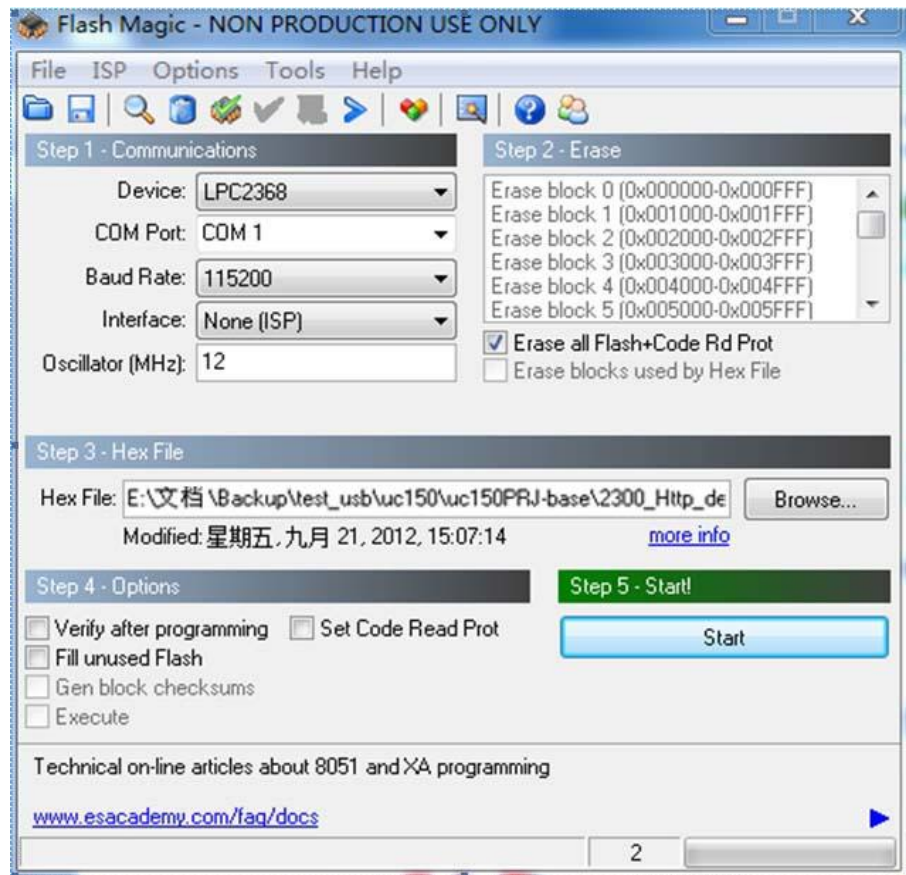 Flash Magic - NON PRODUCTION USE ONLY
File ISP Options Tools Help
Step 1 - Communications
Step 2 - Erase
Device: LPC2368
COM Port: COM 1
Baud Rate: 115200
Interface: None (ISP)
Oscillator (MHz): 12
Erase block 0 (0x000000-0x000FFF)
Erase block 1 (0x001000-0x001FFF)
Erase block 2 (0x002000-0x002FFF)
Erase block 3 (0x003000-0x003FFF)
Erase block 4 (0x004000-0x004FFF)
Erase block 5 (0x005000-0x005FFF)
Erase all Flash+Code Rd Prot
Erase blocks used by Hex File
Step 3 - Hex File
Hex File: E:\文档\Backup\test_usb\uc150\uc150PRJ-base\2300_Http_de Browse...
Modified: 星期五, 九月 21, 2012, 15:07:14 more info
Step 4 - Options
Step 5 - Start!
Verify after programming Set Code Read Prot
Fill unused Flash
Gen block checksums
Execute
Start
Technical on-line articles about 8051 and XA programming
www.esacademy.com/faq/docs
2